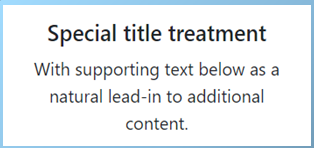 Special title treatment
With supporting text below as a
natural lead-in to additional
content.